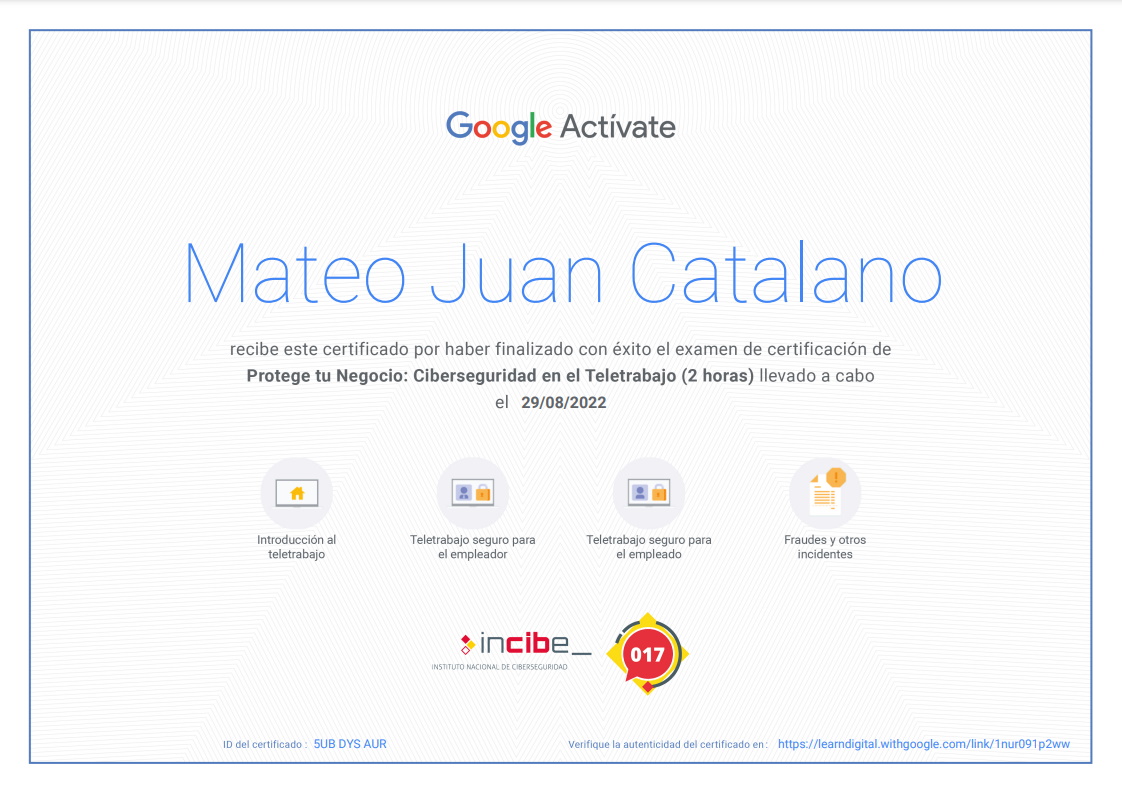 Google Actívate
Mateo Juan Catalano
recibe este certificado por haber finalizado con éxito el examen de certificación de
Protege tu Negocio: Ciberseguridad en el Teletrabajo (2 horas) llevado a cabo
el 29/08/2022
Introducción al
teletrabajo
Teletrabajo seguro para
el empleador
Teletrabajo seguro para
el empleado
Fraudes y otros
incidentes
incibe_
INSTITUTO NACIONAL DE CIBERSEGURIDAD
017
ID del certificado : 5UB DYS AUR
Verifique la autenticidad del certificado en : https://learndigital.withgoogle.com/link/1nur091p2ww